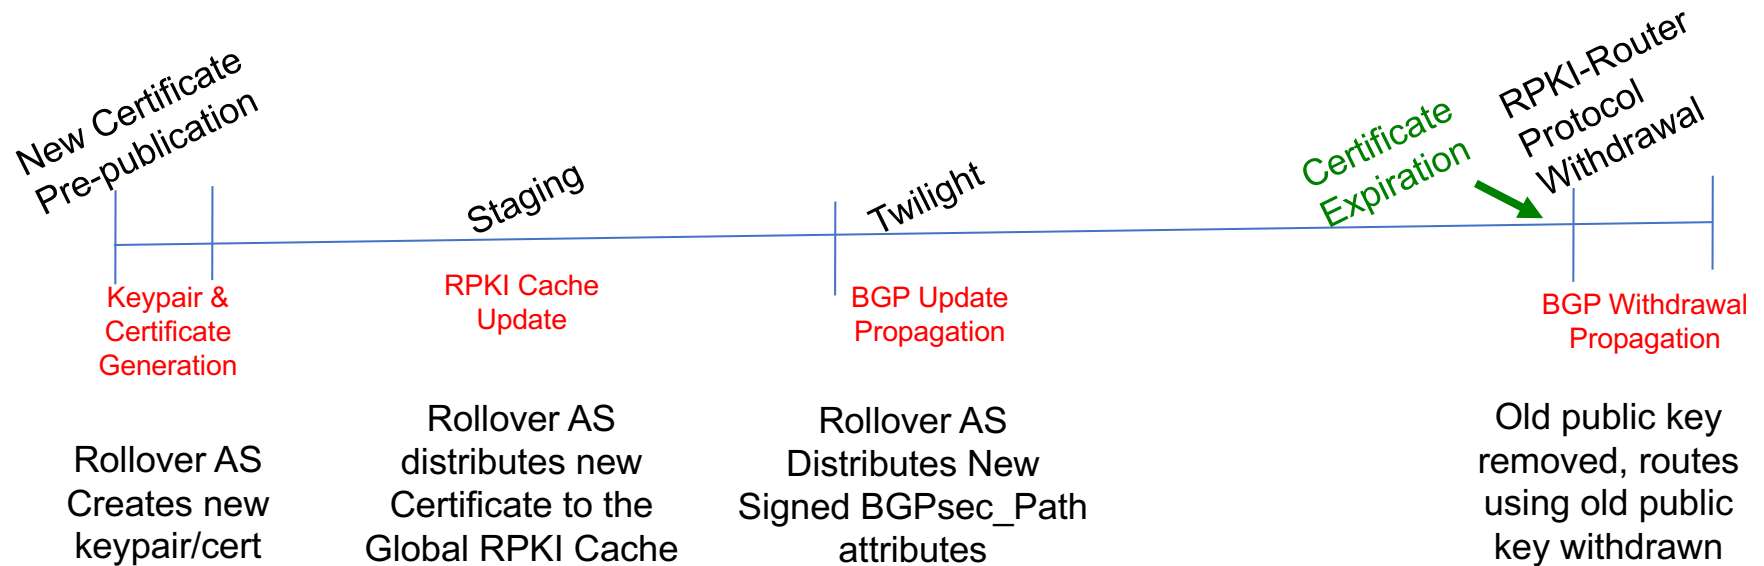 New Certificate
Pre-publication
Staging
Twilight
Certificate
Expiration
RPKI-Router
Protocol
Withdrawal
Keypair &
Certificate
Generation
RPKI Cache
Update
BGP Update
Propagation
BGP Withdrawal
Propagation
Rollover AS
Creates new
keypair/cert
Rollover AS
distributes new
Certificate to the
Global RPKI Cache
Rollover AS
Distributes New
Signed BGPsec_Path
attributes
Old public key
removed, routes
using old public
key withdrawn